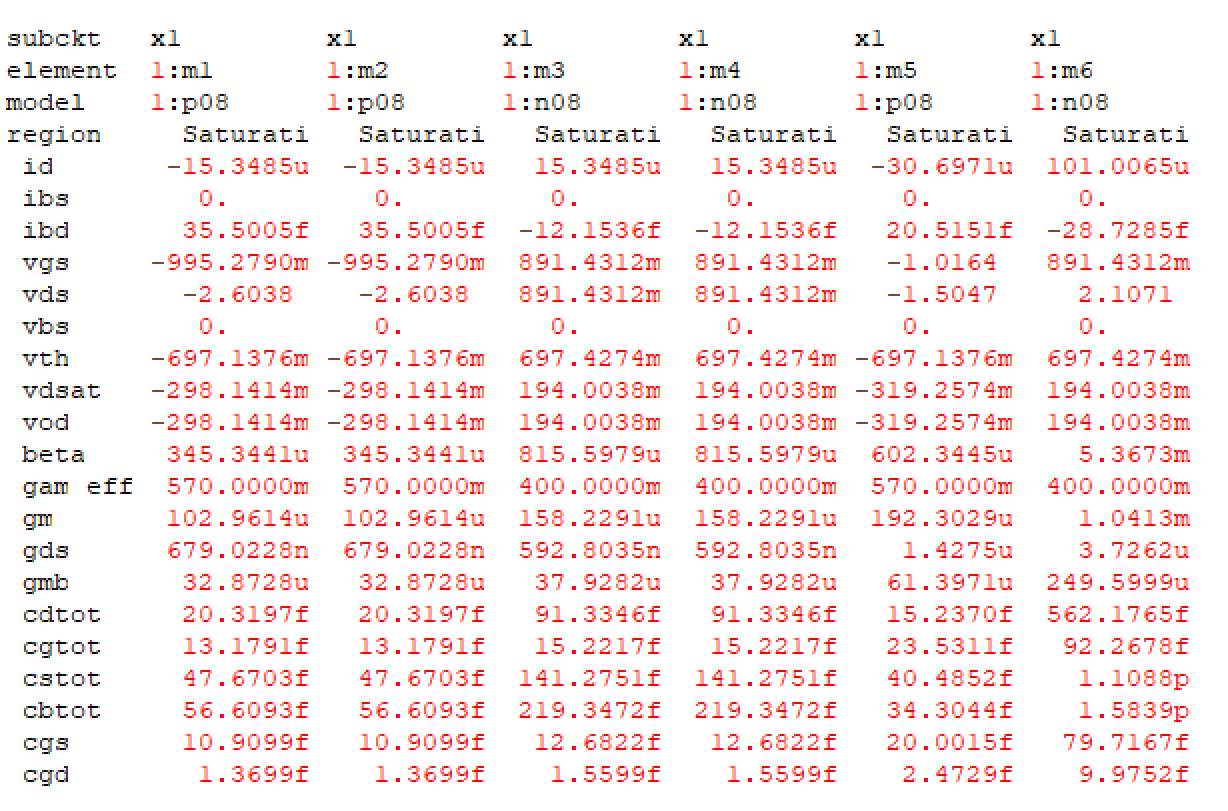 subckt x1 x1 x1 x1 x1 x1
element 1:m1 1:m2 1:m3 1:m4 1:m5 1:m6
model 1:p08 1:p08 1:n08 1:n08 1:p08 1:n08
region Saturati Saturati Saturati Saturati Saturati Saturati
id -15.3485u -15.3485u 15.3485u 15.3485u -30.6971u 101.0065u
ibs 0. 0. 0. 0. 0. 0.
ibd 35.5005f 35.5005f -12.1536f -12.1536f 20.5151f -28.7285f
vgs -995.2790m -995.2790m 891.4312m 891.4312m -1.0164 891.4312m
vds -2.6038 -2.6038 891.4312m 891.4312m -1.5047 2.1071
vbs 0. 0. 0. 0. 0. 0.
vth -697.1376m -697.1376m 697.4274m 697.4274m -697.1376m 697.4274m
vdsat -298.1414m -298.1414m 194.0038m 194.0038m -319.2574m 194.0038m
vod -298.1414m -298.1414m 194.0038m 194.0038m -319.2574m 194.0038m
beta 345.3441u 345.3441u 815.5979u 815.5979u 602.3445u 5.3673m
gam eff 570.0000m 570.0000m 400.0000m 400.0000m 570.0000m 400.0000m
gm 102.9614u 102.9614u 158.2291u 158.2291u 192.3029u 1.0413m
gds 679.0228n 679.0228n 592.8035n 592.8035n 1.4275u 3.7262u
gmb 32.8728u 32.8728u 37.9282u 37.9282u 61.3971u 249.5999u
cdtot 20.3197f 20.3197f 91.3346f 91.3346f 15.2370f 562.1765f
cgtot 13.1791f 13.1791f 15.2217f 15.2217f 23.5311f 92.2678f
cstot 47.6703f 47.6703f 141.2751f 141.2751f 40.4852f 1.1088p
cbtot 56.6093f 56.6093f 219.3472f 219.3472f 34.3044f 1.5839p
cgs 10.9099f 10.9099f 12.6822f 12.6822f 20.0015f 79.7167f
cgd 1.3699f 1.3699f 1.5599f 1.5599f 2.4729f 9.9752f